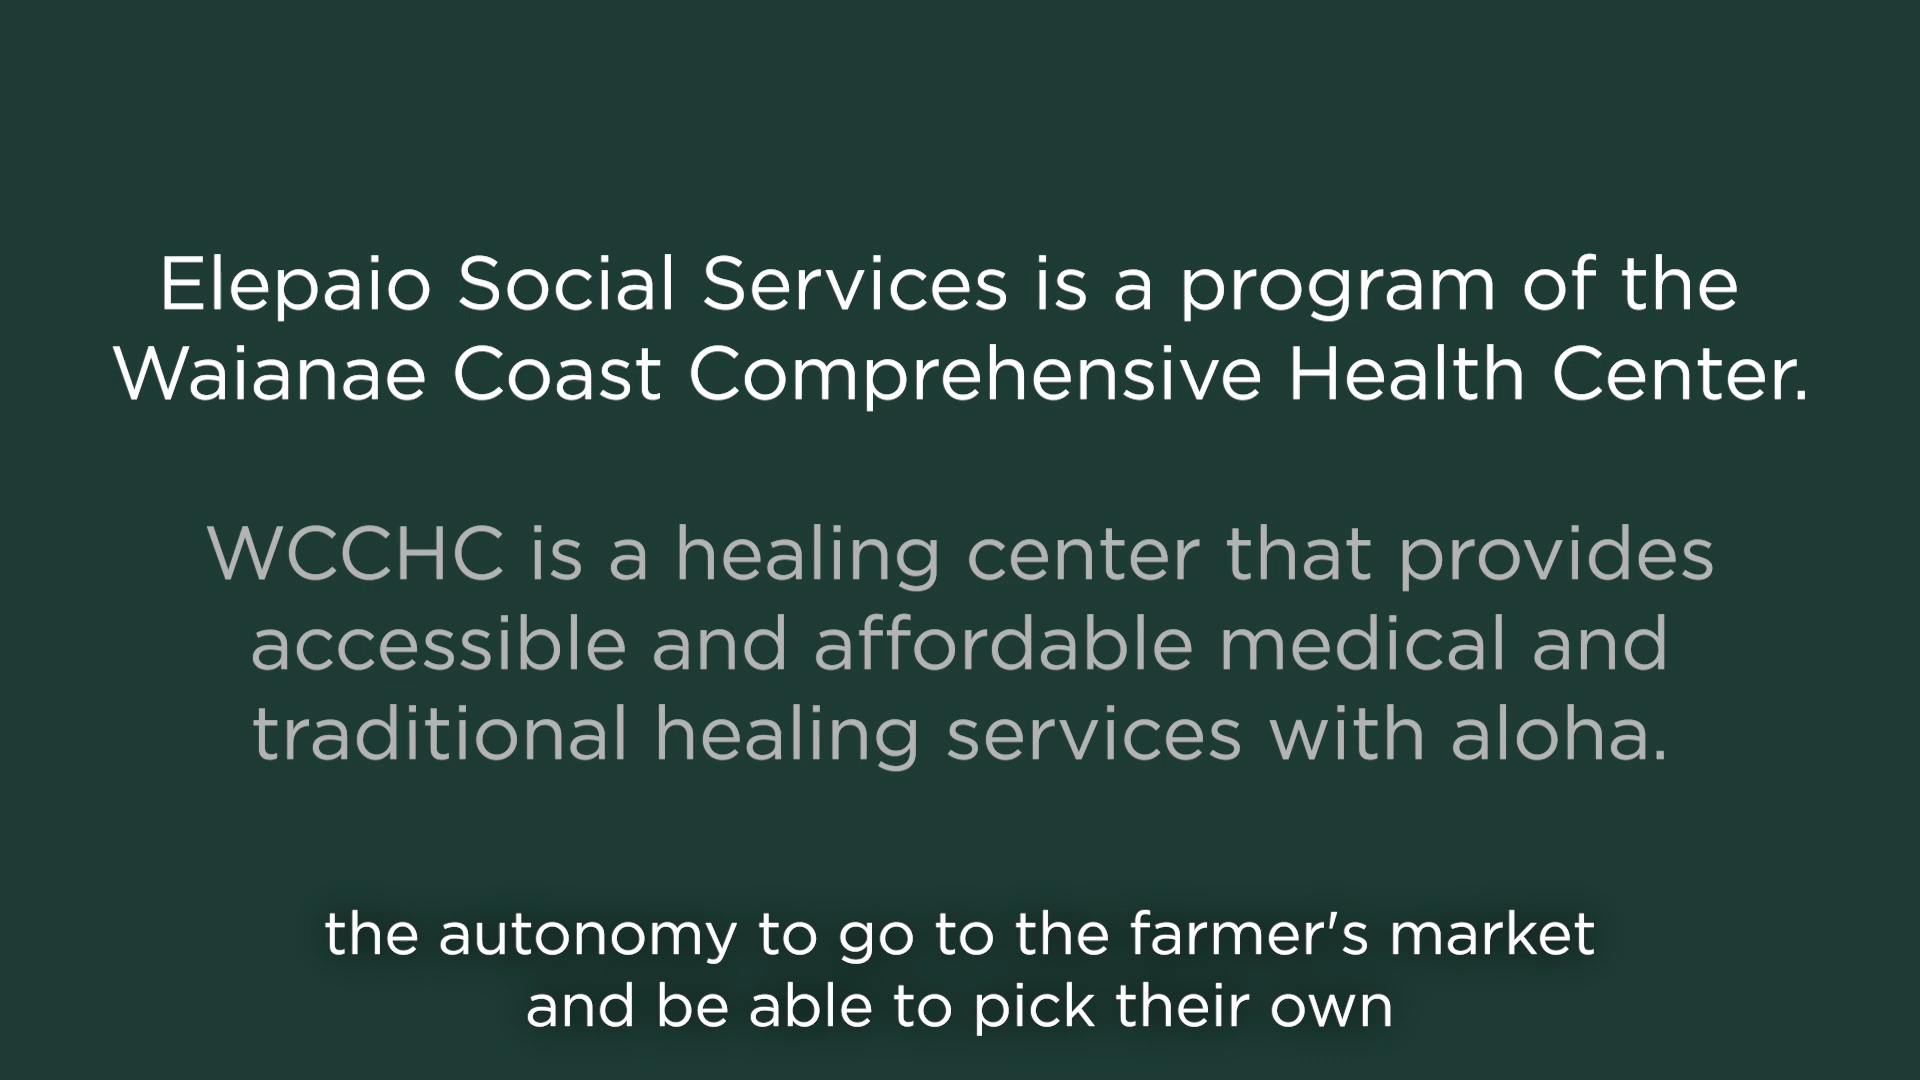 Elepaio Social Services is a program of the
Waianae Coast Comprehensive Health Center.
WCCHC is a healing center that provides
accessible and affordable medical and
traditional healing services with aloha.
the autonomy to go to the farmer's market
and be able to pick their own